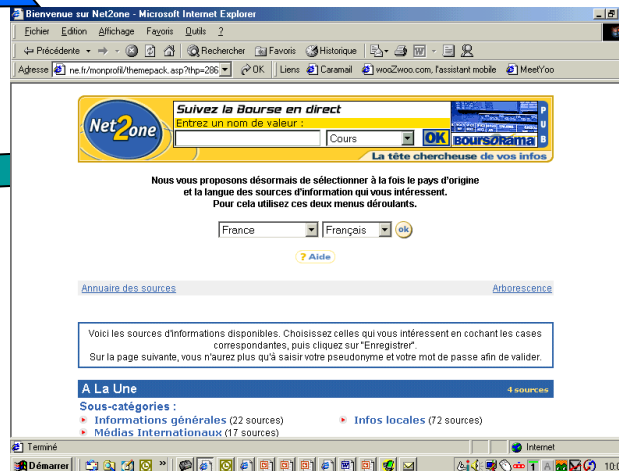 Bienvenue sur Net2one - Microsoft Internet Explorer
Fichier Edition Affichage Favoris Outils ?
Précédente Rechercher Favoris Historique
Adresse ne.fr/monprofil/themepack.asp?thp=286 OK Liens Caramail wooZwoo.com, l'assistant mobile MeetYoo
Net2one
Suivez la Bourse en direct
Entrez un nom de valeur :
Cours OK BOURSORAMA
PUB
La tête chercheuse de vos infos
Nous vous proposons désormais de sélectionner à la fois le pays d'origine
et la langue des sources d'information qui vous intéressent.
Pour cela utilisez ces deux menus déroulants.
France Français ok
? Aide
Annuaire des sources Arborescence
Voici les sources d'informations disponibles. Choisissez celles qui vous intéressent en cochant les cases
correspondantes, puis cliquez sur "Enregistrer".
Sur la page suivante, vous n'aurez plus qu'à saisir votre pseudonyme et votre mot de passe afin de valider.
A La Une 4 sources
Sous-catégories :
Informations générales (22 sources) Infos locales (72 sources)
Médias Internationaux (17 sources)
Terminé Internet
Démarrer » 10:0